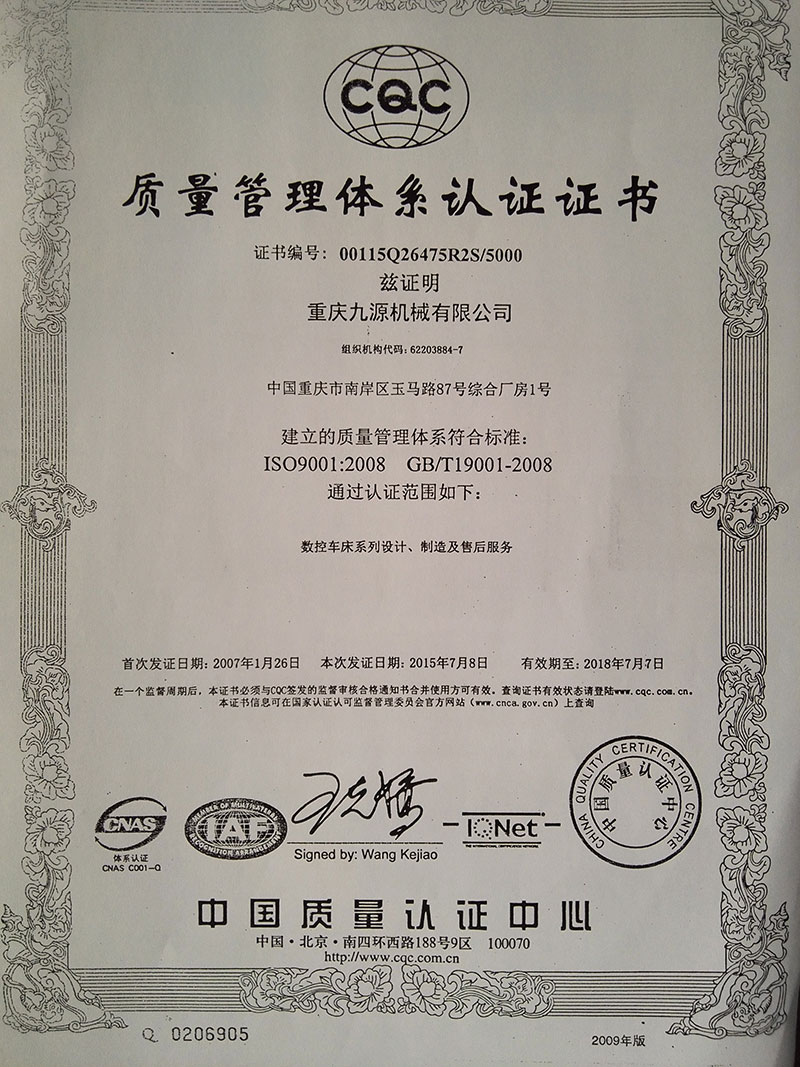 CQC
质量管理体系认证证书
证书编号：00115Q26475R2S/5000
兹证明
重庆九源机械有限公司
组织机构代码：62203884-7
中国重庆市南岸区玉马路87号综合厂房1号
建立的质量管理体系符合标准：
ISO9001:2008 GB/T19001-2008
通过认证范围如下：
数控车床系列设计、制造及售后服务
首次发证日期：2007年1月26日 本次发证日期：2015年7月8日 有效期至：2018年7月7日
在一个监督周期后，本证书必须与CQC签发的监督审核合格通知书合并使用方可有效。查询证书有效状态请登陆www.cqc.com.cn。
本证书信息可在国家认证认可监督管理委员会官方网站（www.cnca.gov.cn）上查询
CNAS
体系认证
CNAS C001-Q
MEMBER OF MULTILATERAL
IAF
RECOGNITION ARRANGEMENT
Signed by: Wang Kejiao
IQNet
THE INTERNATIONAL CERTIFICATION NETWORK
CHINA QUALITY CERTIFICATION CENTRE
中国质量认证中心
中国质量认证中心
中国·北京·南四环西路188号9区 100070
http://www.cqc.com.cn
Q 0206905
2009年版